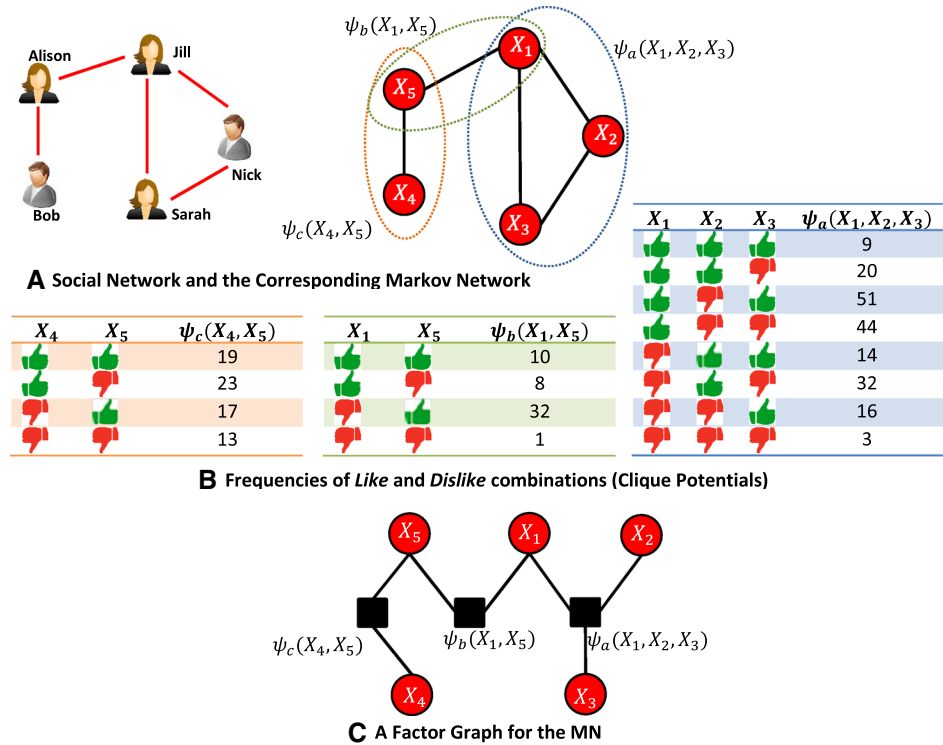 Alison
Jill
Nick
Bob
Sarah
ψ_b(X_1, X_5)
ψ_a(X_1, X_2, X_3)
X_1
X_5
X_2
X_4
X_3
ψ_c(X_4, X_5)
A Social Network and the Corresponding Markov Network
X_4 X_5 ψ_c(X_4, X_5)
19
23
17
13
X_1 X_5 ψ_b(X_1, X_5)
10
8
32
1
X_1 X_2 X_3 ψ_a(X_1, X_2, X_3)
9
20
51
44
14
32
16
3
B Frequencies of Like and Dislike combinations (Clique Potentials)
X_5 X_1 X_2
ψ_c(X_4, X_5) ψ_b(X_1, X_5) ψ_a(X_1, X_2, X_3)
X_4 X_3
C A Factor Graph for the MN